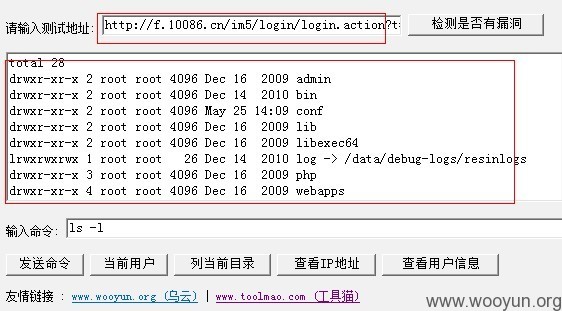 请输入测试地址: http://f.10086.cn/im5/login/login.action?t= 检测是否有漏洞
total 28
drwxr-xr-x 2 root root 4096 Dec 16 2009 admin
drwxr-xr-x 2 root root 4096 Dec 14 2010 bin
drwxr-xr-x 2 root root 4096 May 25 14:09 conf
drwxr-xr-x 2 root root 4096 Dec 16 2009 lib
drwxr-xr-x 2 root root 4096 Dec 16 2009 libexec64
lrwxrwxrwx 1 root root 26 Dec 14 2010 log -> /data/debug-logs/resinlogs
drwxr-xr-x 3 root root 4096 Dec 16 2009 php
drwxr-xr-x 4 root root 4096 Dec 16 2009 webapps
输入命令: ls -l
发送命令 当前用户 列当前目录 查看IP地址 查看用户信息
友情链接 : www.wooyun.org (乌云) | www.toolmao.com (工具猫)
www.wooyun.org